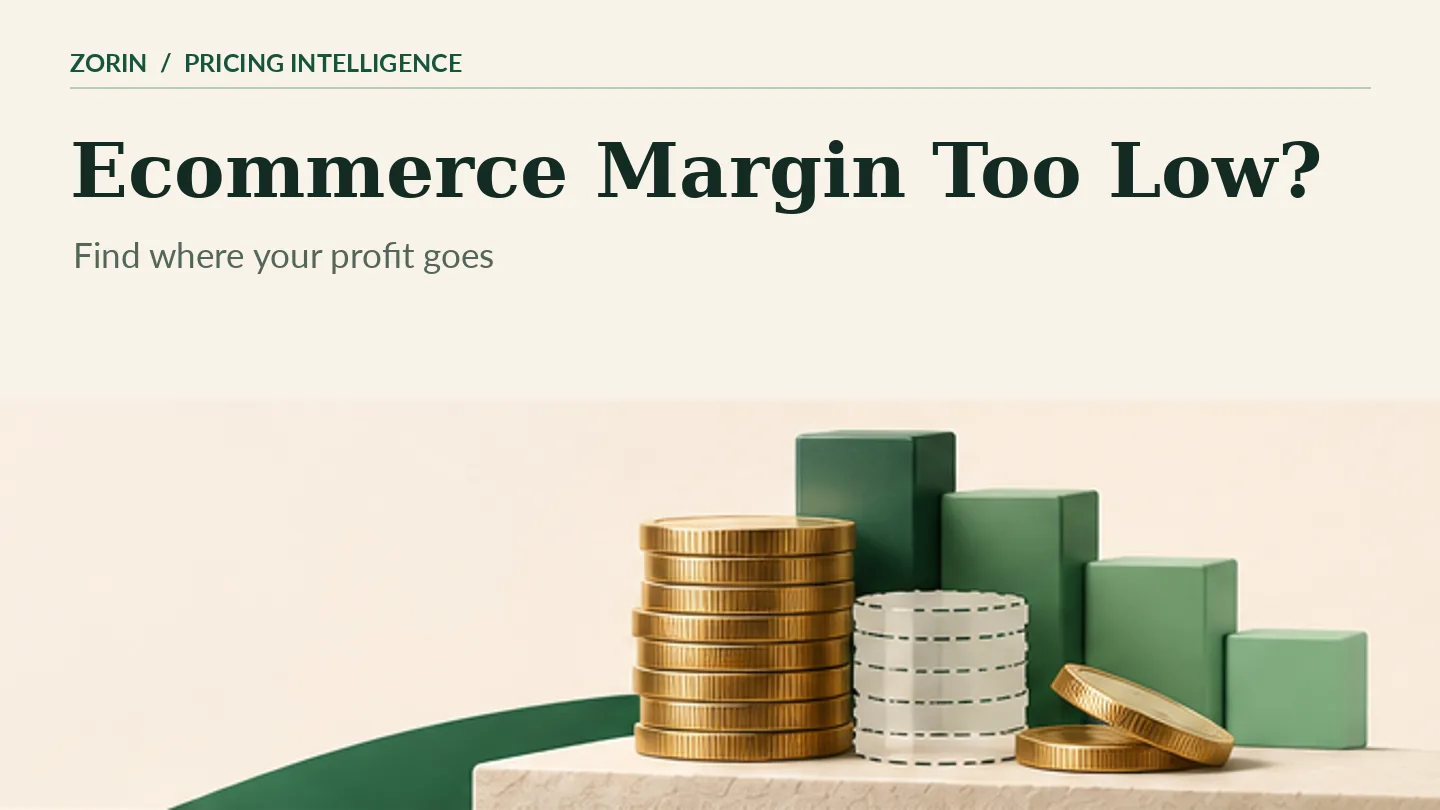 ZORIN / PRICING INTELLIGENCE
Ecommerce Margin Too Low?
Find where your profit goes